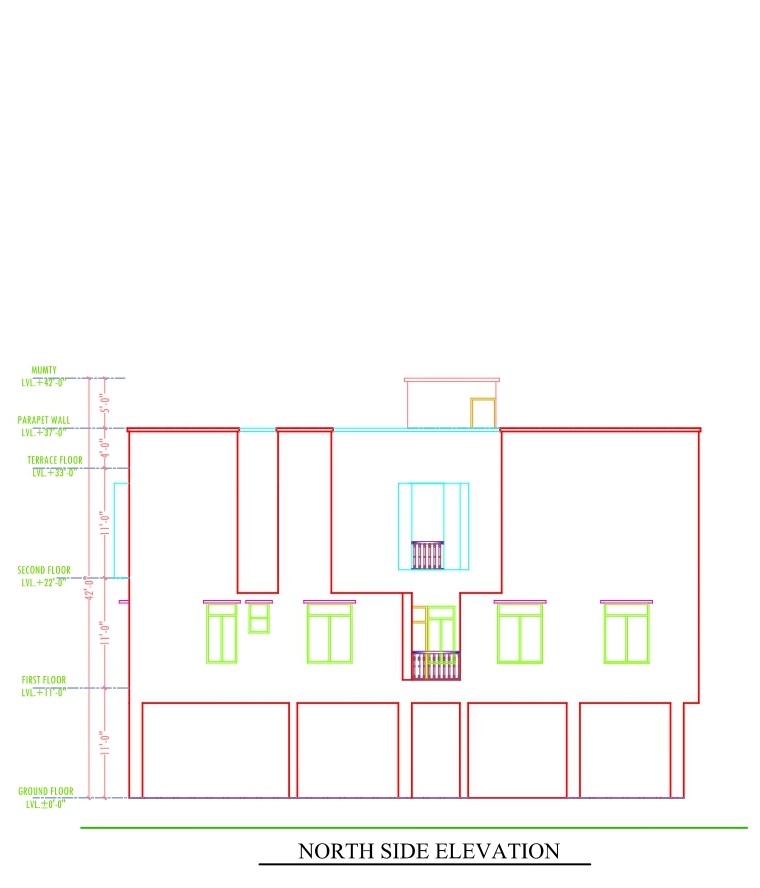 MUMTY
LVL.+42'-0"
5'-0"
PARAPET WALL
LVL.+37'-0"
4'-0"
TERRACE FLOOR
LVL.+33'-0"
11'-0"
SECOND FLOOR
LVL.+22'-0"
42'-0"
11'-0"
FIRST FLOOR
LVL.+11'-0"
11'-0"
GROUND FLOOR
LVL.±0'-0"
NORTH SIDE ELEVATION